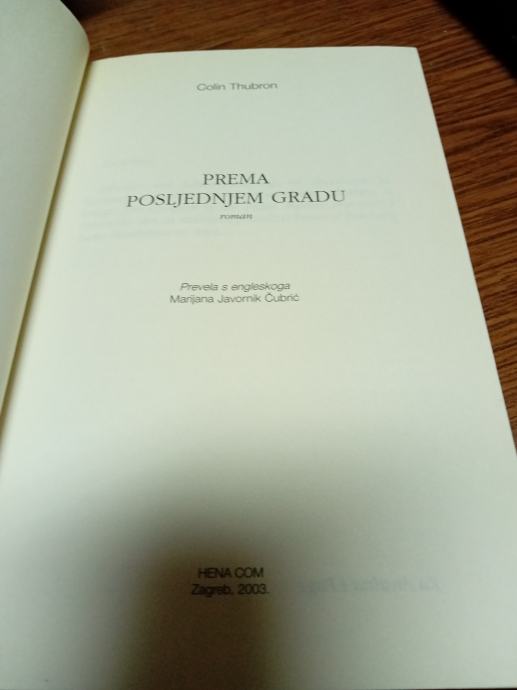 Colin Thubron
PREMA
POSLJEDNJEM GRADU
roman
Prevela s engleskoga
Marijana Javornik Čubrić
HENA COM
Zagreb, 2003.